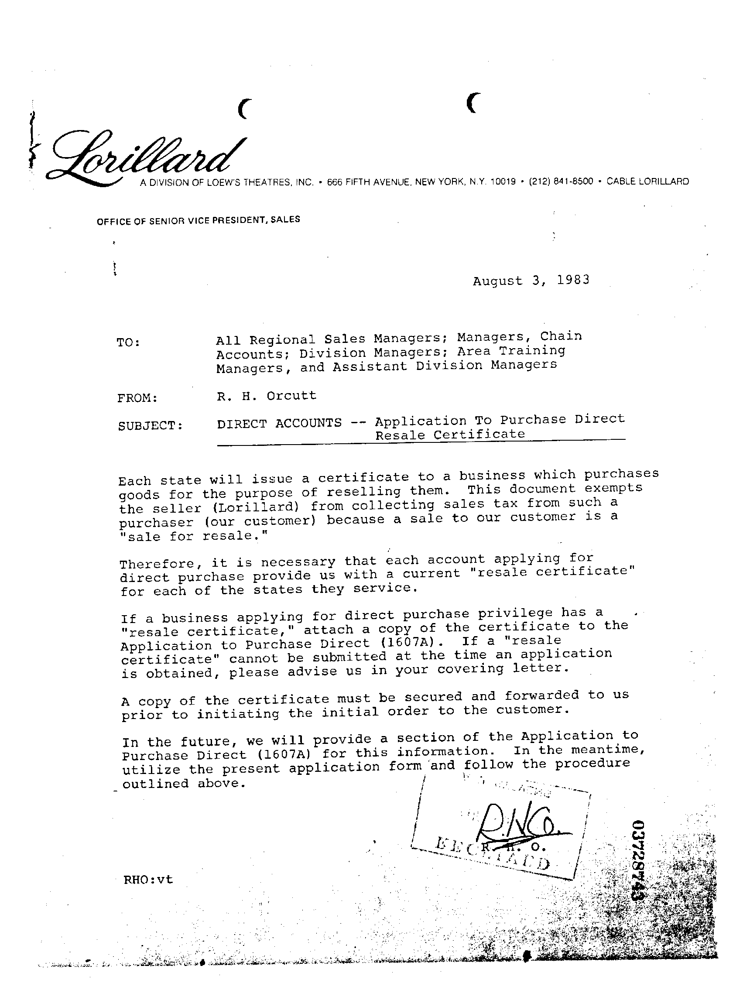 Lorillard
A DIVISION OF LOEW'S THEATRES, INC. • 666 FIFTH AVENUE, NEW YORK, N.Y. 10019 • (212) 841-8500 • CABLE LORILLARD
OFFICE OF SENIOR VICE PRESIDENT, SALES
August 3, 1983
TO: All Regional Sales Managers; Managers, Chain
Accounts; Division Managers; Area Training
Managers, and Assistant Division Managers
FROM: R. H. Orcutt
SUBJECT: DIRECT ACCOUNTS -- Application To Purchase Direct
Resale Certificate
Each state will issue a certificate to a business which purchases
goods for the purpose of reselling them. This document exempts
the seller (Lorillard) from collecting sales tax from such a
purchaser (our customer) because a sale to our customer is a
"sale for resale."
Therefore, it is necessary that each account applying for
direct purchase provide us with a current "resale certificate"
for each of the states they service.
If a business applying for direct purchase privilege has a
"resale certificate," attach a copy of the certificate to the
Application to Purchase Direct (1607A). If a "resale
certificate" cannot be submitted at the time an application
is obtained, please advise us in your covering letter.
A copy of the certificate must be secured and forwarded to us
prior to initiating the initial order to the customer.
In the future, we will provide a section of the Application to
Purchase Direct (1607A) for this information. In the meantime,
utilize the present application form and follow the procedure
outlined above.
R. H. O.
RECEIVED
03728743
RHO:vt